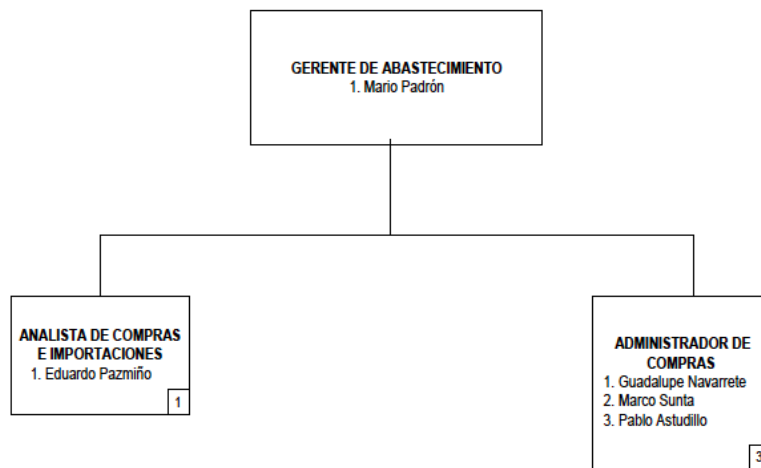 GERENTE DE ABASTECIMIENTO
1. Mario Padrón
ANALISTA DE COMPRAS
E IMPORTACIONES
1. Eduardo Pazmiño
1
ADMINISTRADOR DE
COMPRAS
1. Guadalupe Navarrete
2. Marco Sunta
3. Pablo Astudillo
3